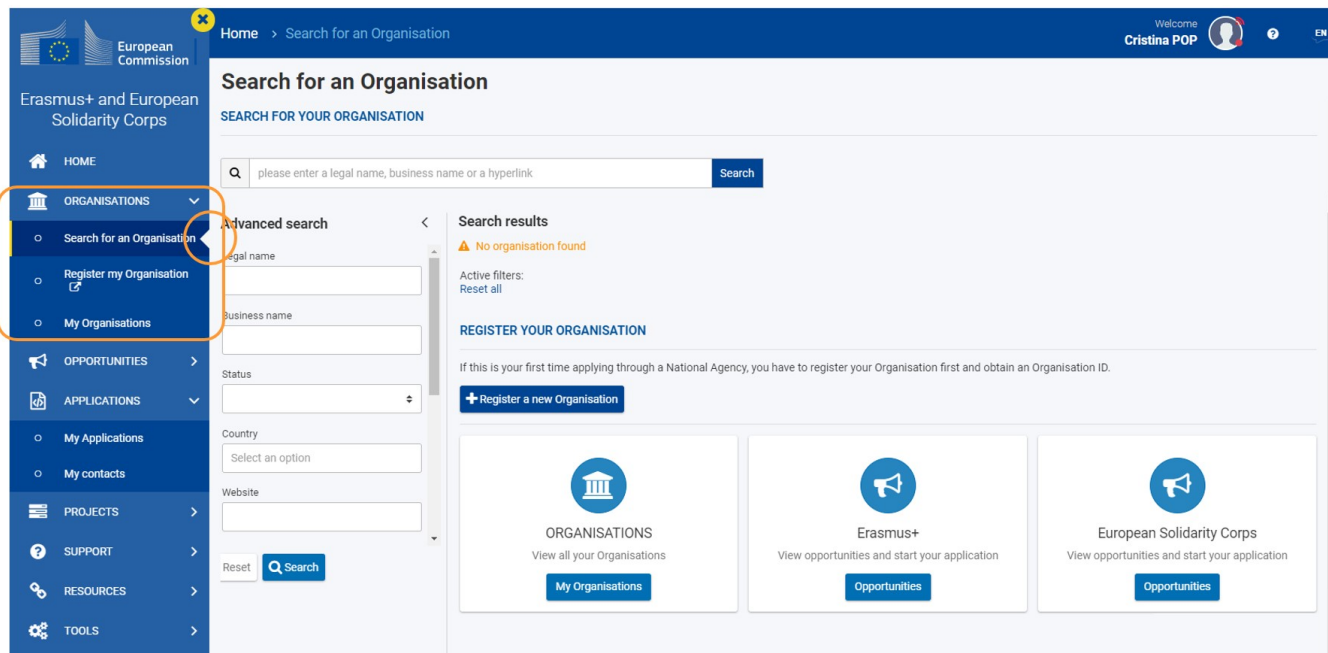 European
Commission
Erasmus+ and European
Solidarity Corps
HOME
ORGANISATIONS
Search for an Organisation
Register my Organisation
My Organisations
OPPORTUNITIES
APPLICATIONS
My Applications
My contacts
PROJECTS
SUPPORT
RESOURCES
TOOLS
Home > Search for an Organisation
Welcome
Cristina POP
EN
Search for an Organisation
SEARCH FOR YOUR ORGANISATION
please enter a legal name, business name or a hyperlink
Search
Advanced search
Legal name
Business name
Status
Country
Select an option
Website
Reset
Search
Search results
No organisation found
Active filters:
Reset all
REGISTER YOUR ORGANISATION
If this is your first time applying through a National Agency, you have to register your Organisation first and obtain an Organisation ID.
Register a new Organisation
ORGANISATIONS
View all your Organisations
My Organisations
Erasmus+
View opportunities and start your application
Opportunities
European Solidarity Corps
View opportunities and start your application
Opportunities